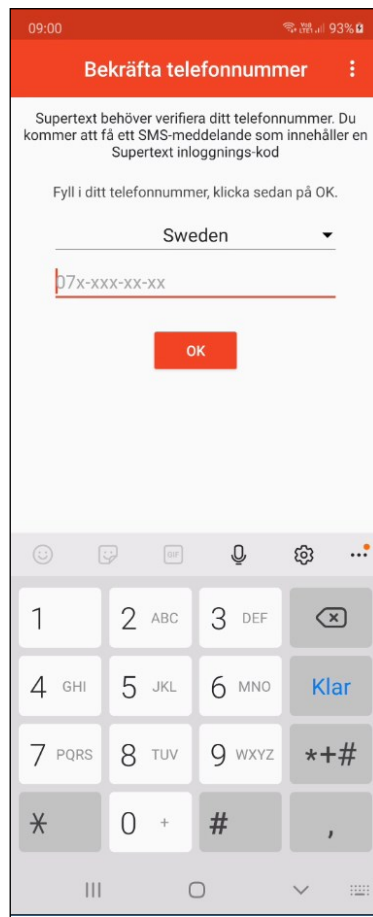 09:00 93%
Bekräfta telefonnummer
Supertext behöver verifiera ditt telefonnummer. Du
kommer att få ett SMS-meddelande som innehåller en
Supertext inloggnings-kod
Fyll i ditt telefonnummer, klicka sedan på OK.
Sweden
07x-xxx-xx-xx
OK
GIF
1 2 ABC 3 DEF
4 GHI 5 JKL 6 MNO Klar
7 PQRS 8 TUV 9 WXYZ *+#
* 0 + # ,